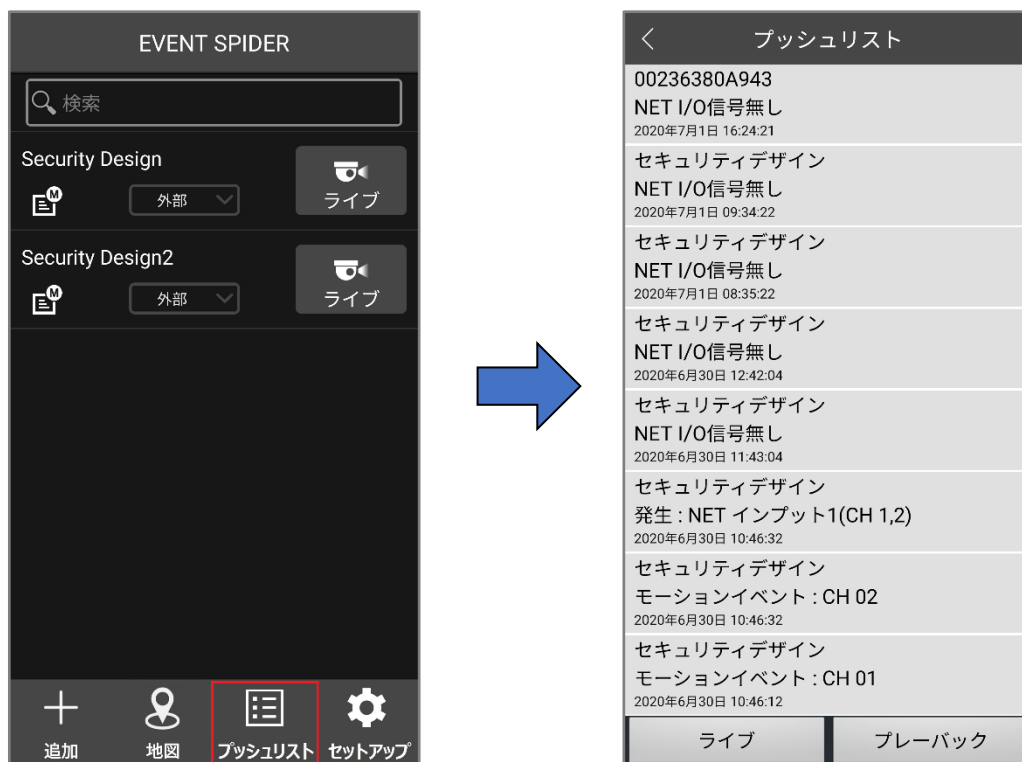 EVENT SPIDER
検索
Security Design
M
外部
ライブ
Security Design2
M
外部
ライブ
追加
地図
プッシュリスト
セットアップ
プッシュリスト
00236380A943
NET I/O信号無し
2020年7月1日 16:24:21
セキュリティデザイン
NET I/O信号無し
2020年7月1日 09:34:22
セキュリティデザイン
NET I/O信号無し
2020年7月1日 08:35:22
セキュリティデザイン
NET I/O信号無し
2020年6月30日 12:42:04
セキュリティデザイン
NET I/O信号無し
2020年6月30日 11:43:04
セキュリティデザイン
発生 : NET インプット1(CH 1,2)
2020年6月30日 10:46:32
セキュリティデザイン
モーションイベント : CH 02
2020年6月30日 10:46:32
セキュリティデザイン
モーションイベント : CH 01
2020年6月30日 10:46:12
ライブ
プレーバック